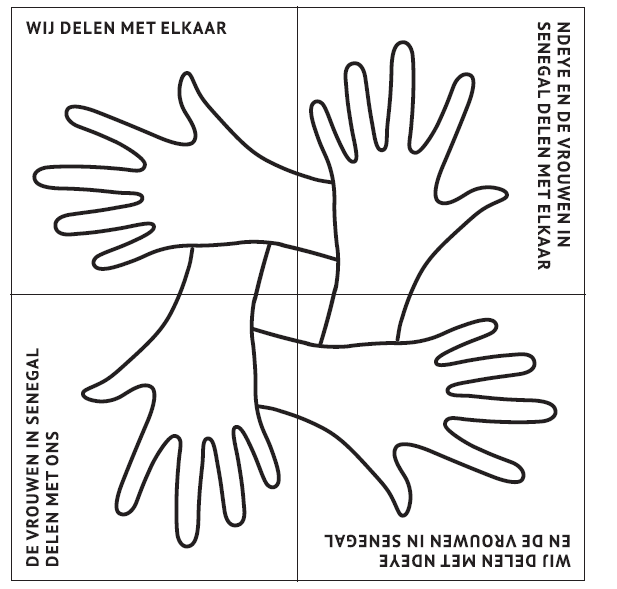 WIJ DELEN MET ELKAAR
NDEYE EN DE VROUWEN IN
SENEGAL DELEN MET ELKAAR
DE VROUWEN IN SENEGAL
DELEN MET ONS
WIJ DELEN MET NDEYE
EN DE VROUWEN IN SENEGAL